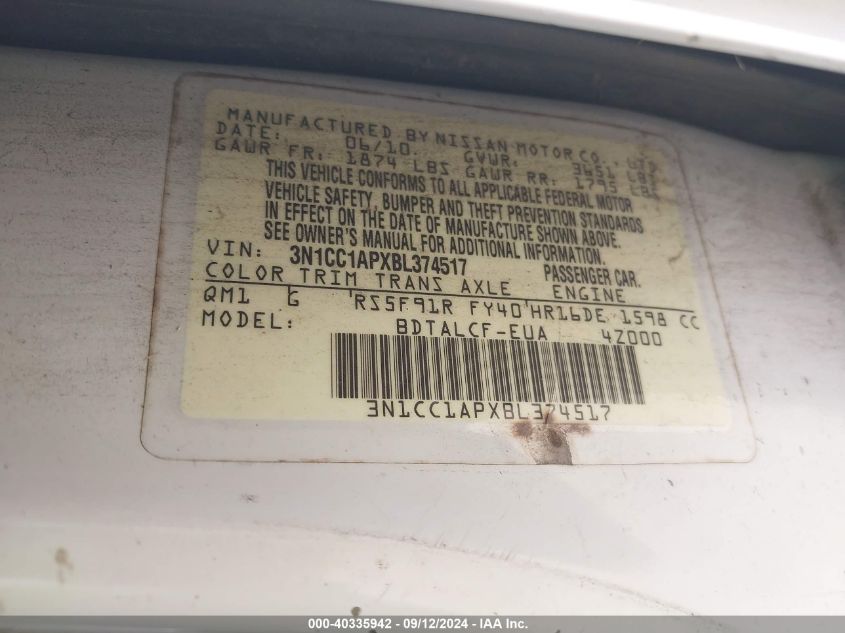 MANUFACTURED BY NISSAN MOTOR CO.,
DATE: 06/10. GVWR: 3651
GAWR FR: 1874 LBS GAWR RR: 1795
THIS VEHICLE CONFORMS TO ALL APPLICABLE FEDERAL MOTOR
VEHICLE SAFETY, BUMPER AND THEFT PREVENTION STANDARDS
IN EFFECT ON THE DATE OF MANUFACTURE SHOWN ABOVE.
SEE OWNER'S MANUAL FOR ADDITIONAL INFORMATION.
VIN: 3N1CC1APXBL374517 PASSENGER CAR.
COLOR TRIM TRANS AXLE ENGINE
QM1 G RS5F91R FY40 HR16DE 1598 CC
MODEL: BDTALCF-EUA 4Z000
3N1CC1APXBL374517
000-40335942 - 09/12/2024 - IAA Inc.